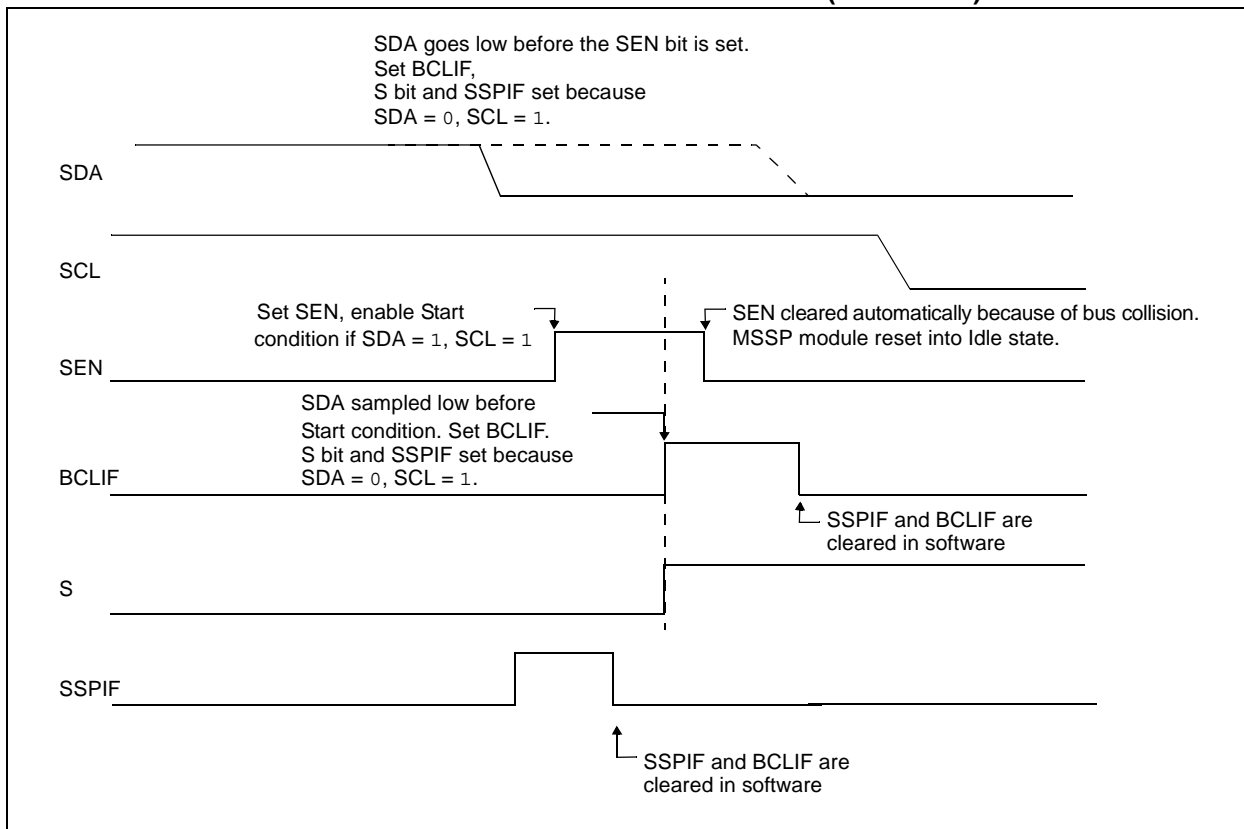 SDA goes low before the SEN bit is set.
Set BCLIF,
S bit and SSPIF set because
SDA = 0, SCL = 1.
SDA
SCL
Set SEN, enable Start
condition if SDA = 1, SCL = 1
SEN cleared automatically because of bus collision.
MSSP module reset into Idle state.
SEN
SDA sampled low before
Start condition. Set BCLIF.
S bit and SSPIF set because
SDA = 0, SCL = 1.
BCLIF
SSPIF and BCLIF are
cleared in software
S
SSPIF
SSPIF and BCLIF are
cleared in software